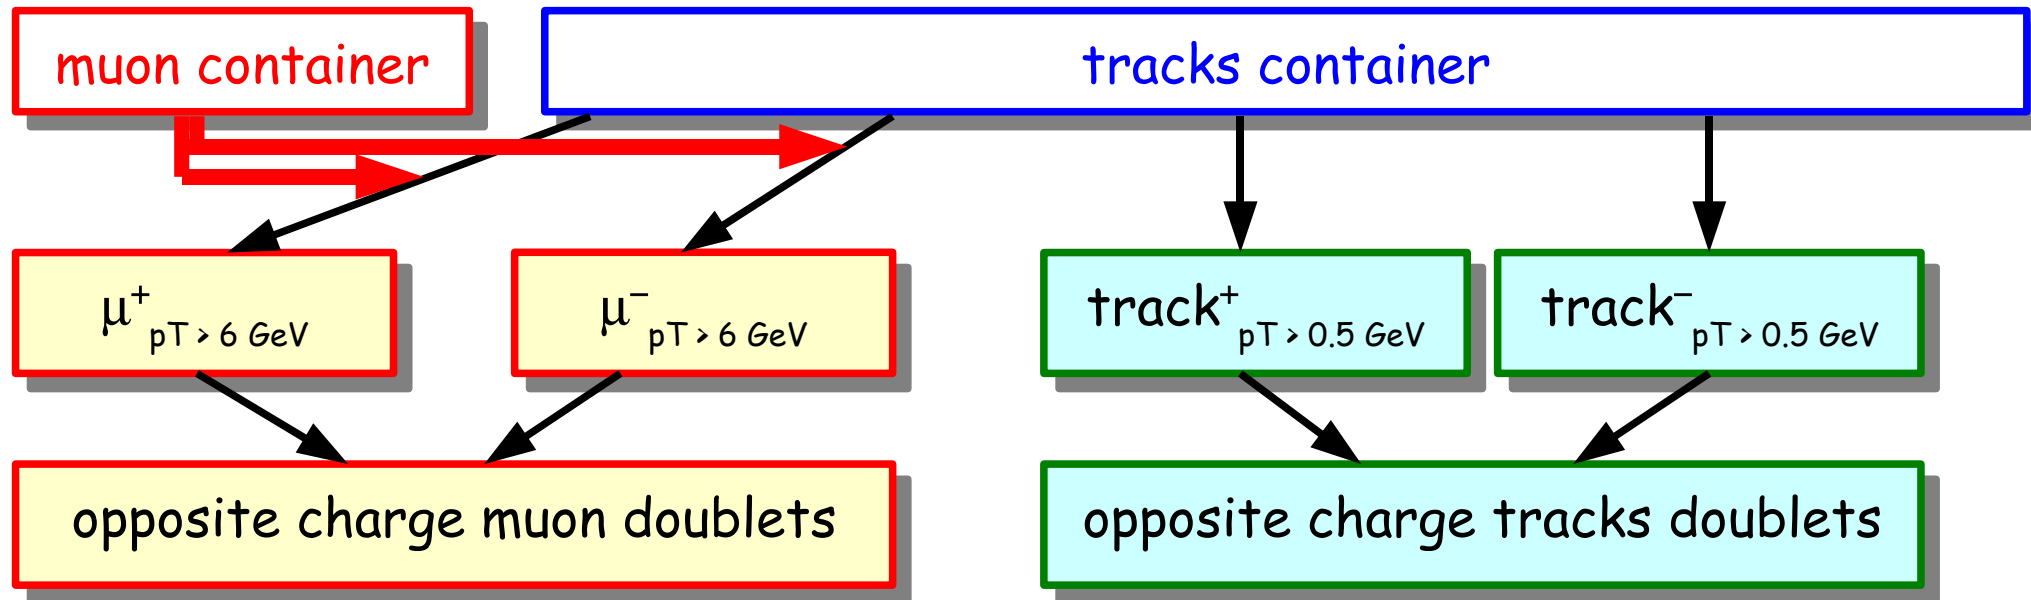 muon container
tracks container
μ⁺ pT > 6 GeV
μ⁻ pT > 6 GeV
track⁺ pT > 0.5 GeV
track⁻ pT > 0.5 GeV
opposite charge muon doublets
opposite charge tracks doublets